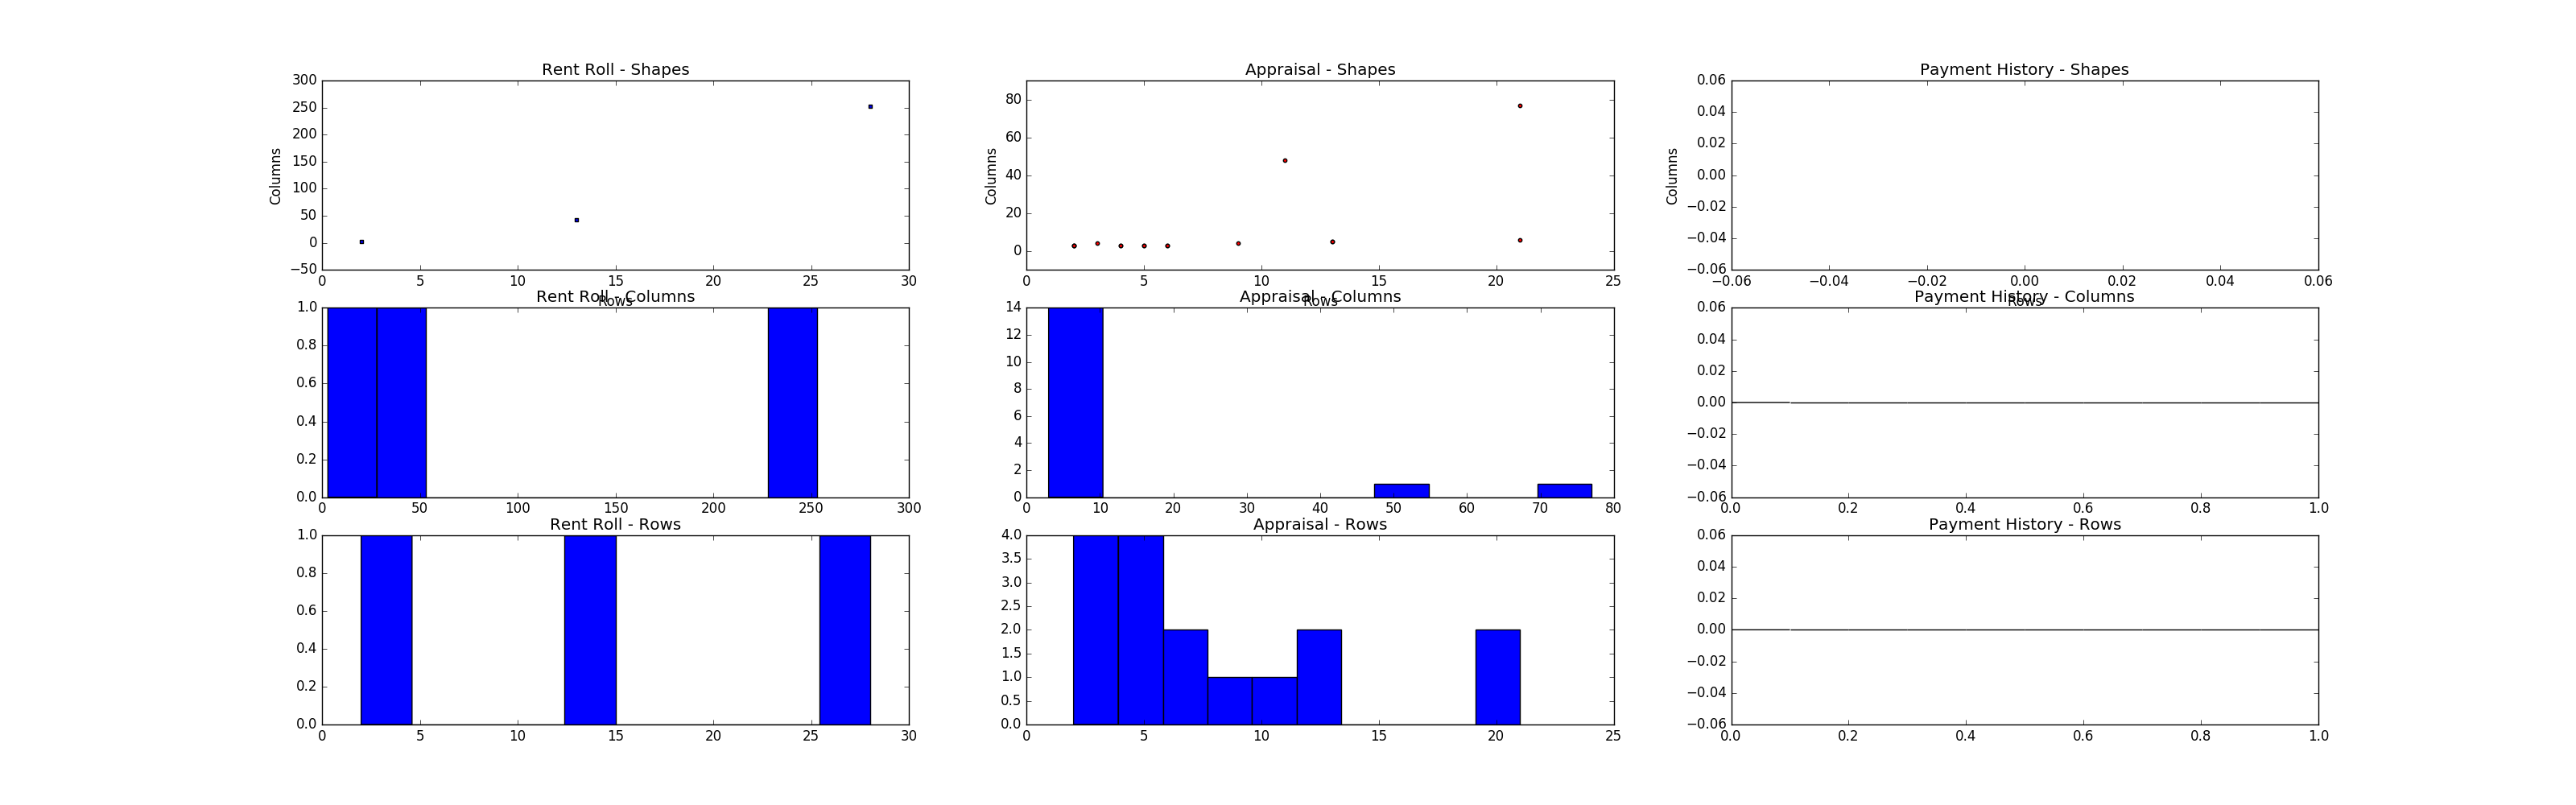 Rent Roll - Shapes
300
250
200
150
100
50
0
−50
Columns
0 5 10 15 20 25 30
Rows
Appraisal - Shapes
80
60
40
20
0
Columns
0 5 10 15 20 25
Rows
Payment History - Shapes
0.06
0.04
0.02
0.00
−0.02
−0.04
−0.06
Columns
−0.06 −0.04 −0.02 0.00 0.02 0.04 0.06
Rows
Rent Roll - Columns
1.0
0.8
0.6
0.4
0.2
0.0
0 50 100 150 200 250 300
Appraisal - Columns
14
12
10
8
6
4
2
0
0 10 20 30 40 50 60 70 80
Payment History - Columns
0.06
0.04
0.02
0.00
−0.02
−0.04
−0.06
0.0 0.2 0.4 0.6 0.8 1.0
Rent Roll - Rows
1.0
0.8
0.6
0.4
0.2
0.0
0 5 10 15 20 25 30
Appraisal - Rows
4.0
3.5
3.0
2.5
2.0
1.5
1.0
0.5
0.0
0 5 10 15 20 25
Payment History - Rows
0.06
0.04
0.02
0.00
−0.02
−0.04
−0.06
0.0 0.2 0.4 0.6 0.8 1.0